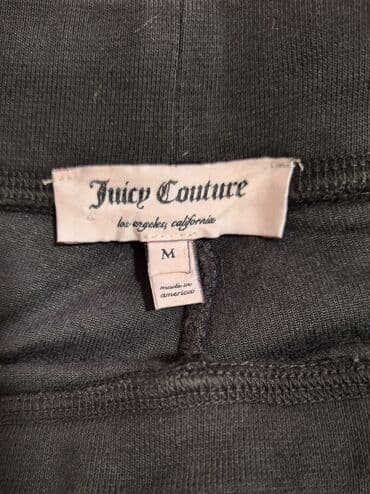 Juicy Couture
los angeles, california
M
made in
america